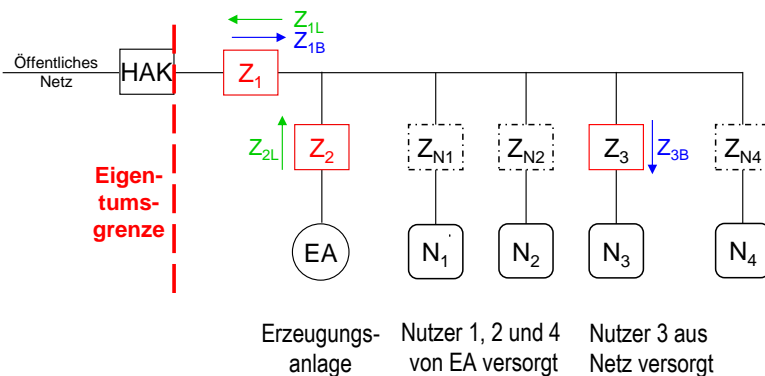 Z1L
Z1B
Öffentliches
Netz
HAK
Z1
Z2L
Z2
ZN1
ZN2
Z3
Z3B
ZN4
Eigen-
tums-
grenze
EA
N1
N2
N3
N4
Erzeugungs-
anlage
Nutzer 1, 2 und 4
von EA versorgt
Nutzer 3 aus
Netz versorgt